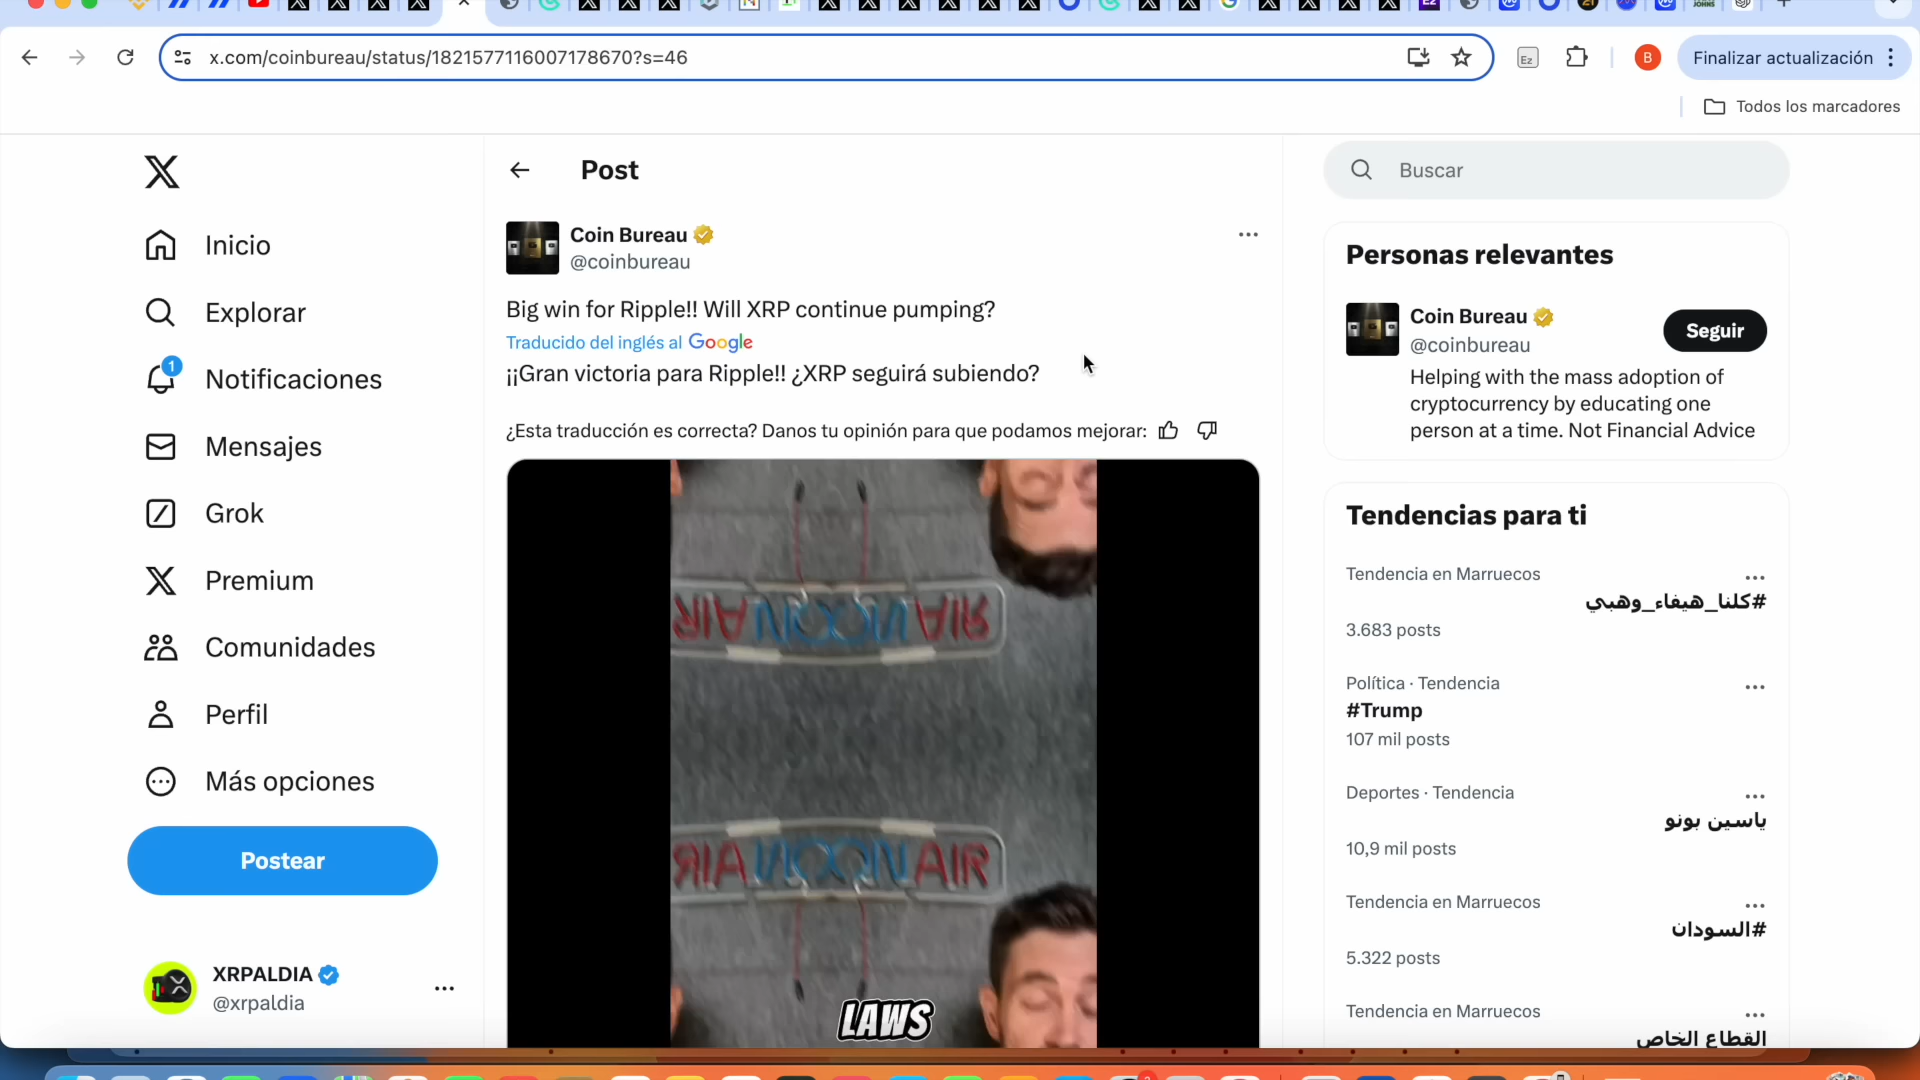 x.com/coinbureau/status/1821577116007178670?s=46
Ez
B
Finalizar actualización
Todos los marcadores
Inicio
Explorar
1
Notificaciones
Mensajes
Grok
Premium
Comunidades
Perfil
Más opciones
Postear
XRPALDIA
@xrpaldia
Post
Coin Bureau
@coinbureau
Big win for Ripple!! Will XRP continue pumping?
Traducido del inglés al Google
¡¡Gran victoria para Ripple!! ¿XRP seguirá subiendo?
¿Esta traducción es correcta? Danos tu opinión para que podamos mejorar:
AIR
LAWS
Buscar
Personas relevantes
Coin Bureau
@coinbureau
Seguir
Helping with the mass adoption of
cryptocurrency by educating one
person at a time. Not Financial Advice
Tendencias para ti
Tendencia en Marruecos
#كلنا_هيفاء_وهبي
3.683 posts
Política · Tendencia
#Trump
107 mil posts
Deportes · Tendencia
ياسين بونو
10,9 mil posts
Tendencia en Marruecos
#السودان
5.322 posts
Tendencia en Marruecos
القطاع الخاص